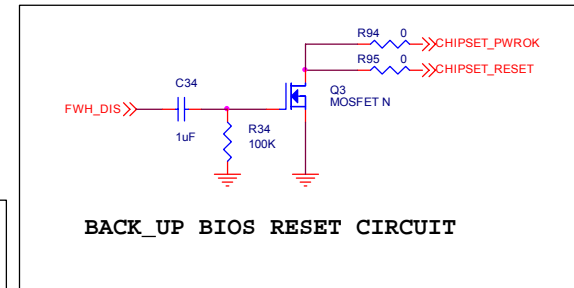 R94 0
CHIPSET_PWROK
R95 0
CHIPSET_RESET
C34
Q3
MOSFET N
FWH_DIS
1uF
R34
100K
BACK_UP BIOS RESET CIRCUIT